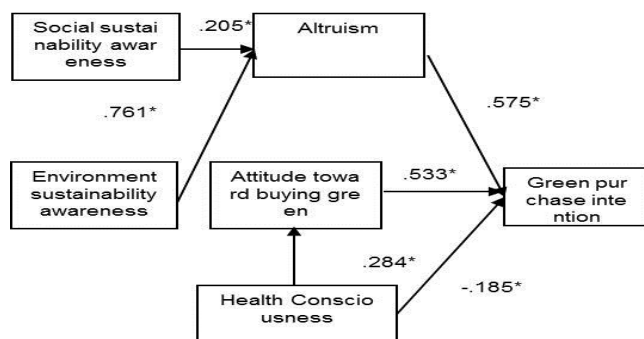 Social sustai
nability awar
eness
.205*
Altruism
.761*
.575*
Environment
sustainability
awareness
Attitude towa
rd buying gre
en
.533*
Green pur
chase inte
ntion
.284*
-.185*
Health Conscio
usness